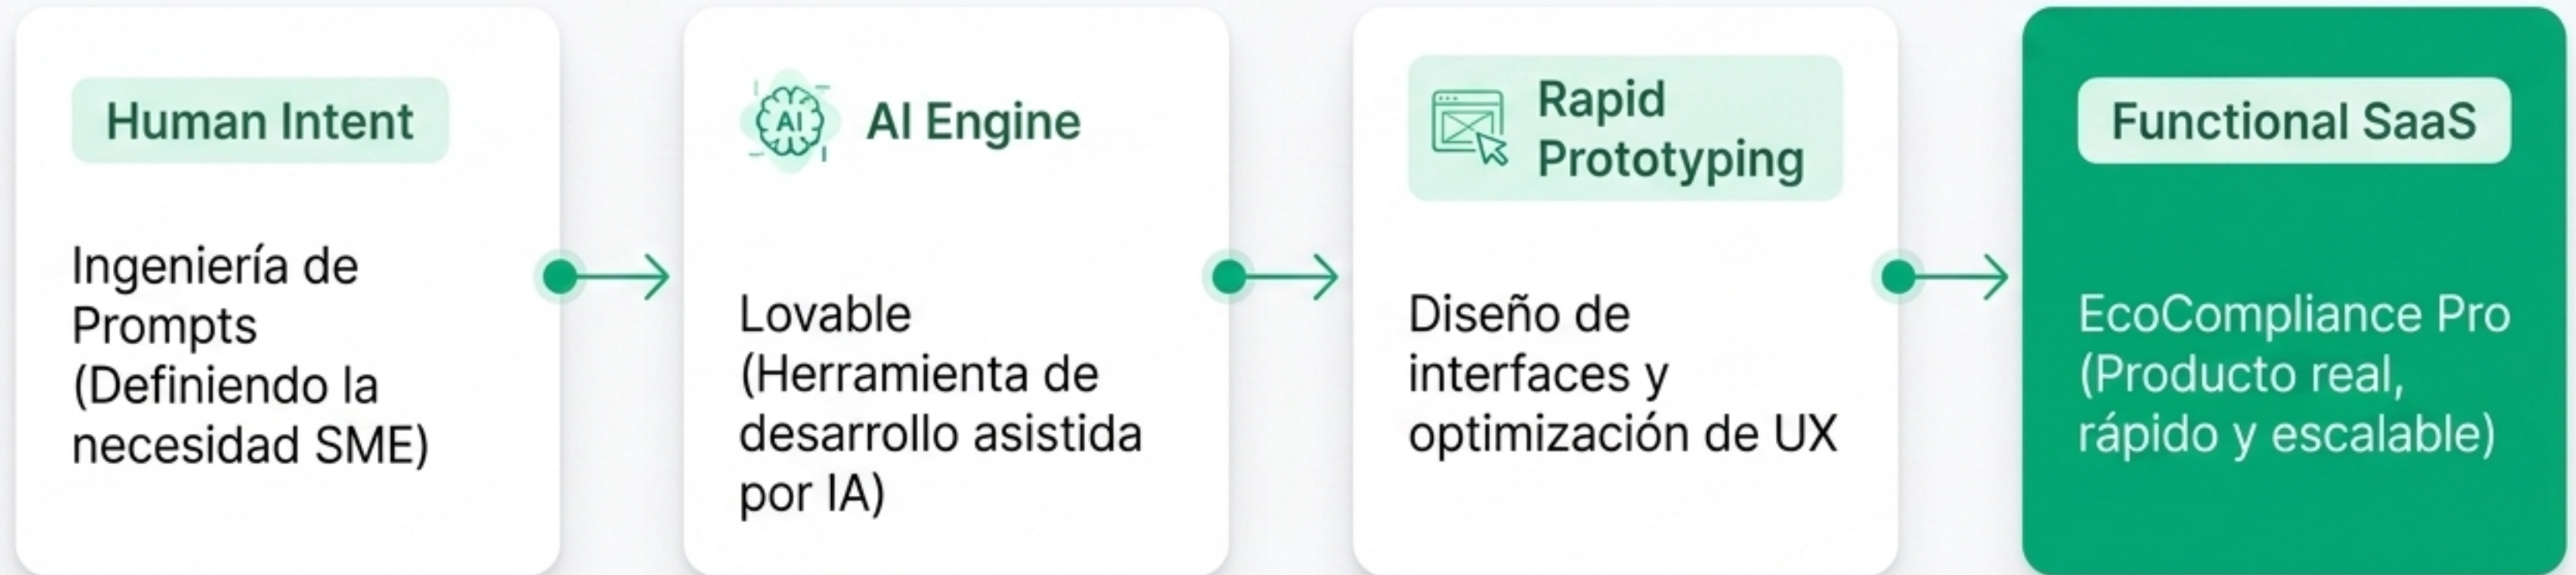 Human Intent
Ingeniería de
Prompts
(Definiendo la
necesidad SME)
AI
AI Engine
Lovable
(Herramienta de
desarrollo asistida
por IA)
Rapid
Prototyping
Diseño de
interfaces y
optimización de UX
Functional SaaS
EcoCompliance Pro
(Producto real,
rápido y escalable)